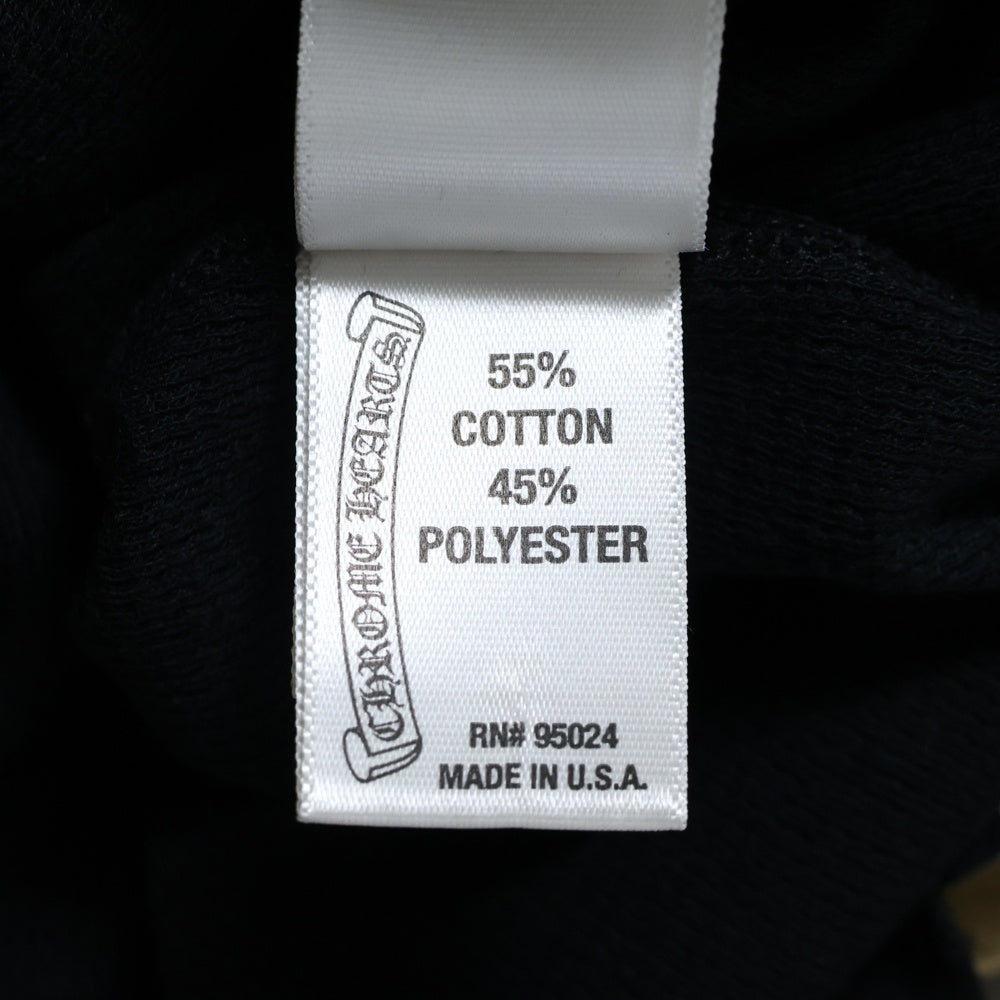 CHROME HEARTS
55%
COTTON
45%
POLYESTER
RN# 95024
MADE IN U.S.A.